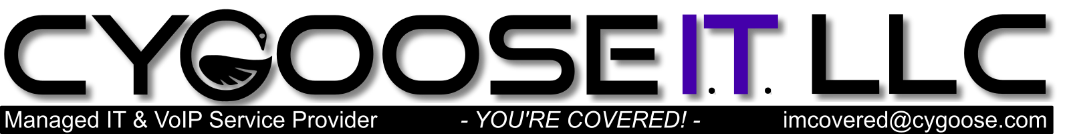 CYGOOSE I.T. LLC
Managed IT & VoIP Service Provider - YOU'RE COVERED! - imcovered@cygoose.com